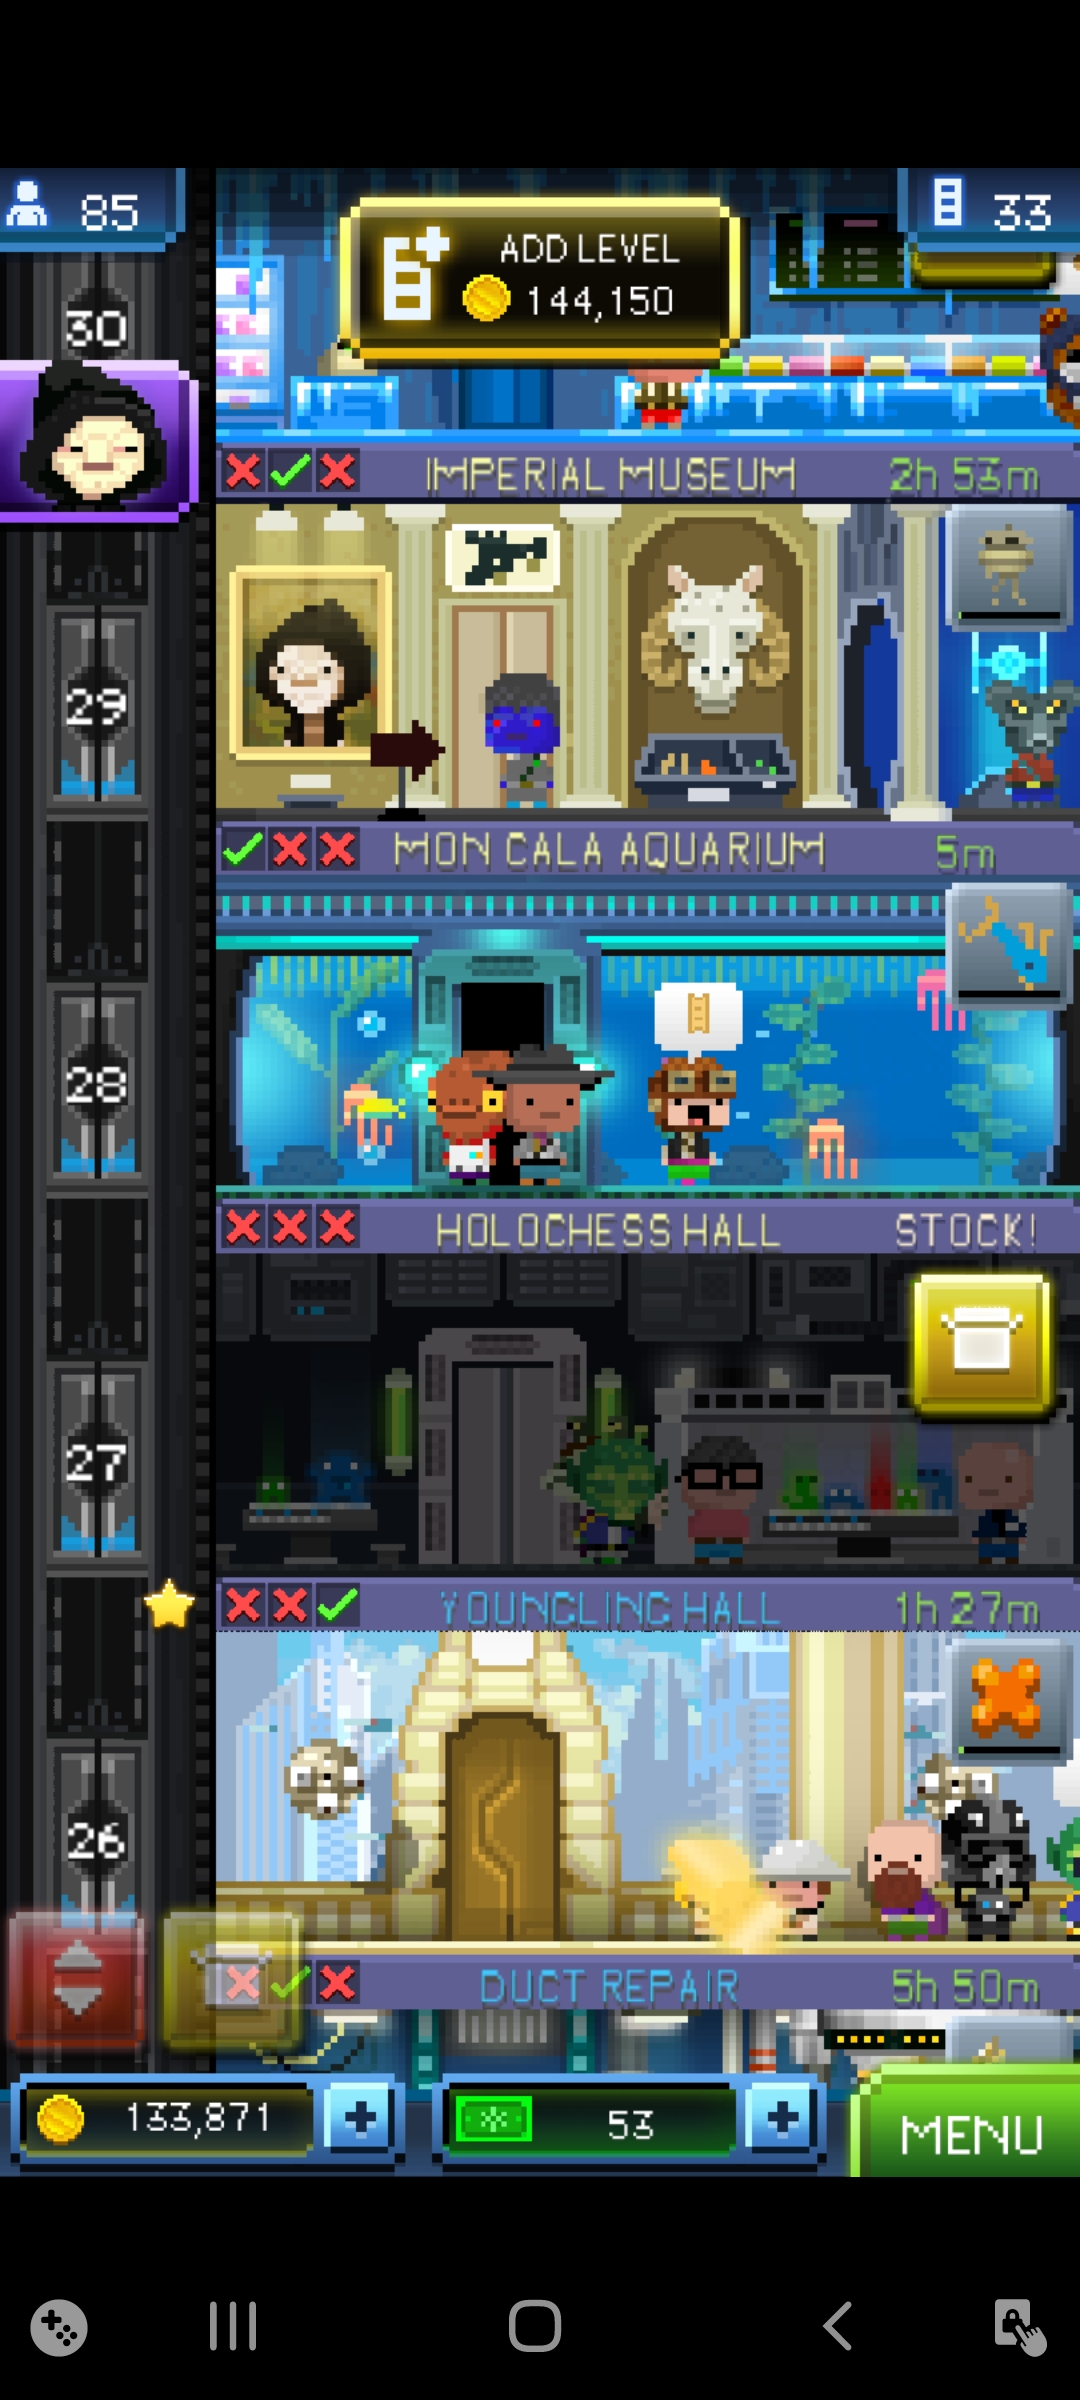 85
ADD LEVEL
144,150
33
30
IMPERIAL MUSEUM
2h 53m
29
MON CALA AQUARIUM
5m
28
HOLOCHESS HALL
STOCK!
27
YOUNGLING HALL
1h 27m
26
DUCT REPAIR
5h 50m
133,871
53
MENU